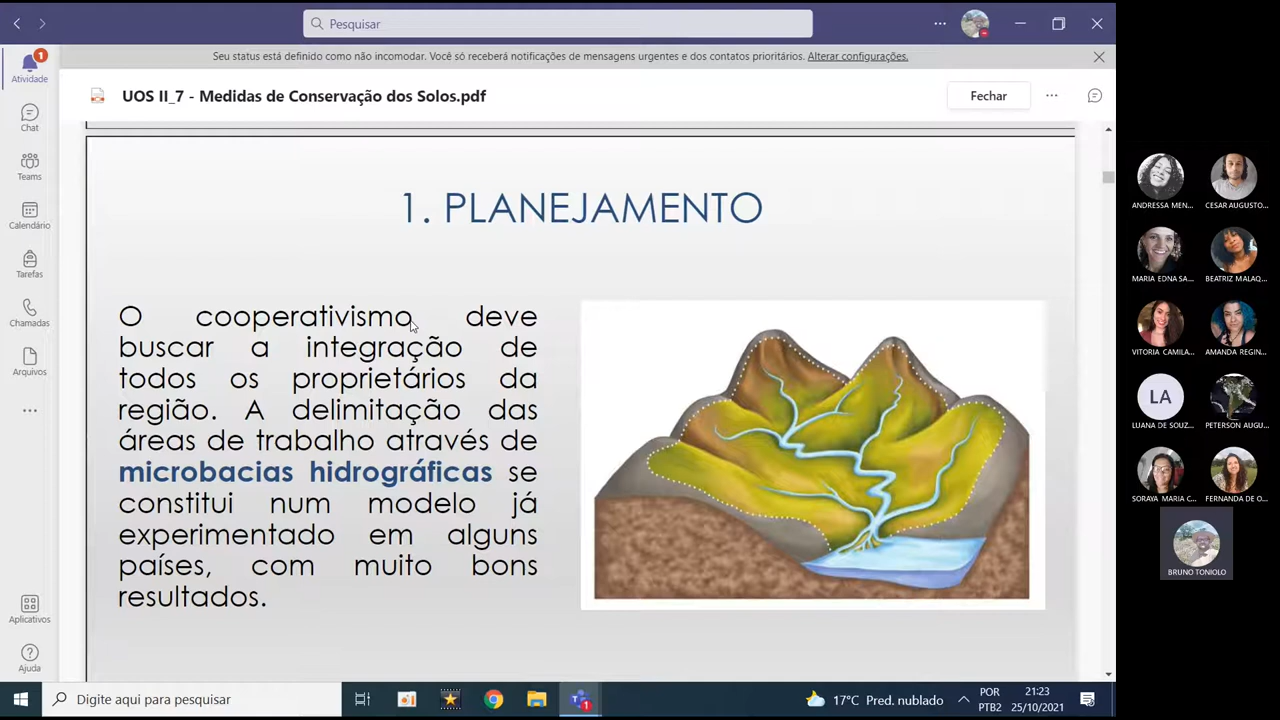 Pesquisar
Seu status está definido como não incomodar. Você só receberá notificações de mensagens urgentes e dos contatos prioritários. Alterar configurações.
1
Atividade
Chat
Teams
Calendário
Tarefas
Chamadas
Arquivos
Aplicativos
Ajuda
UOS II_7 - Medidas de Conservação dos Solos.pdf
Fechar
1. PLANEJAMENTO
O cooperativismo deve
buscar a integração de
todos os proprietários da
região. A delimitação das
áreas de trabalho através de
microbacias hidrográficas se
constitui num modelo já
experimentado em alguns
países, com muito bons
resultados.
ANDRESSA MEN...
CESAR AUGUSTO...
MARIA EDNA SA...
BEATRIZ MALAQ...
VITORIA CAMILA...
AMANDA REGIN...
LA
LUANA DE SOUZ...
PETERSON AUGU...
SORAYA MARIA C...
FERNANDA DE O...
BRUNO TONIOLO
Digite aqui para pesquisar
1
17°C Pred. nublado
POR
PTB2
21:23
25/10/2021